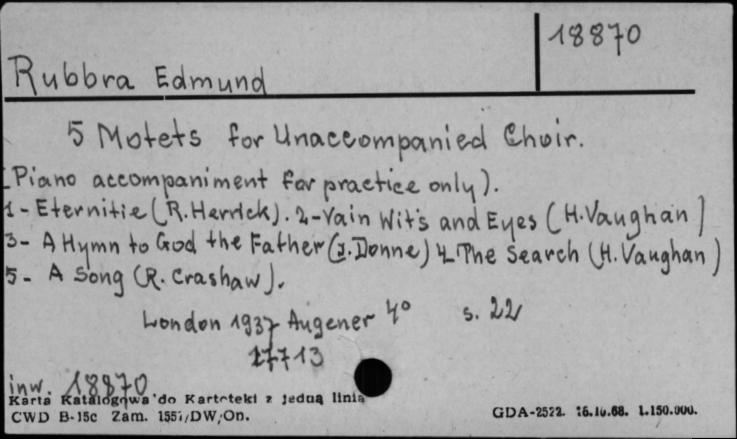 18870
Rubbra Edmund
5 Motets for Unaccompanied Choir.
[Piano accompaniment for practice only).
1 - Eternitie (R. Herrick). 2 - Vain Wits and Eyes (H. Vaughan)
3 - A Hymn to God the Father (J. Donne) 4 The Search (H. Vaughan)
5 - A Song (R. Crashaw).
London 1937 Augener 4° s. 22
17713
inw. 18870
Karta Katalogowa do Kartoteki z jedną linią
CWD B-15c Zam. 155i/DW/On. GDA-2522. 16.10.68. 1.150.000.